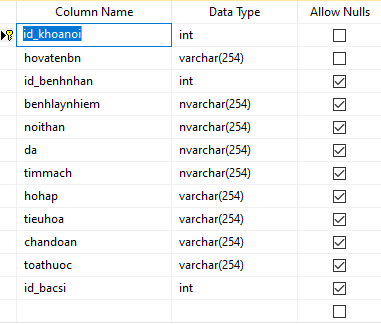 Column Name Data Type Allow Nulls
id_khoanoi int
hovatenbn varchar(254)
id_benhnhan int
benhlaynhiem nvarchar(254)
noithan nvarchar(254)
da nvarchar(254)
timmach nvarchar(254)
hohap varchar(254)
tieuhoa varchar(254)
chandoan varchar(254)
toathuoc varchar(254)
id_bacsi int